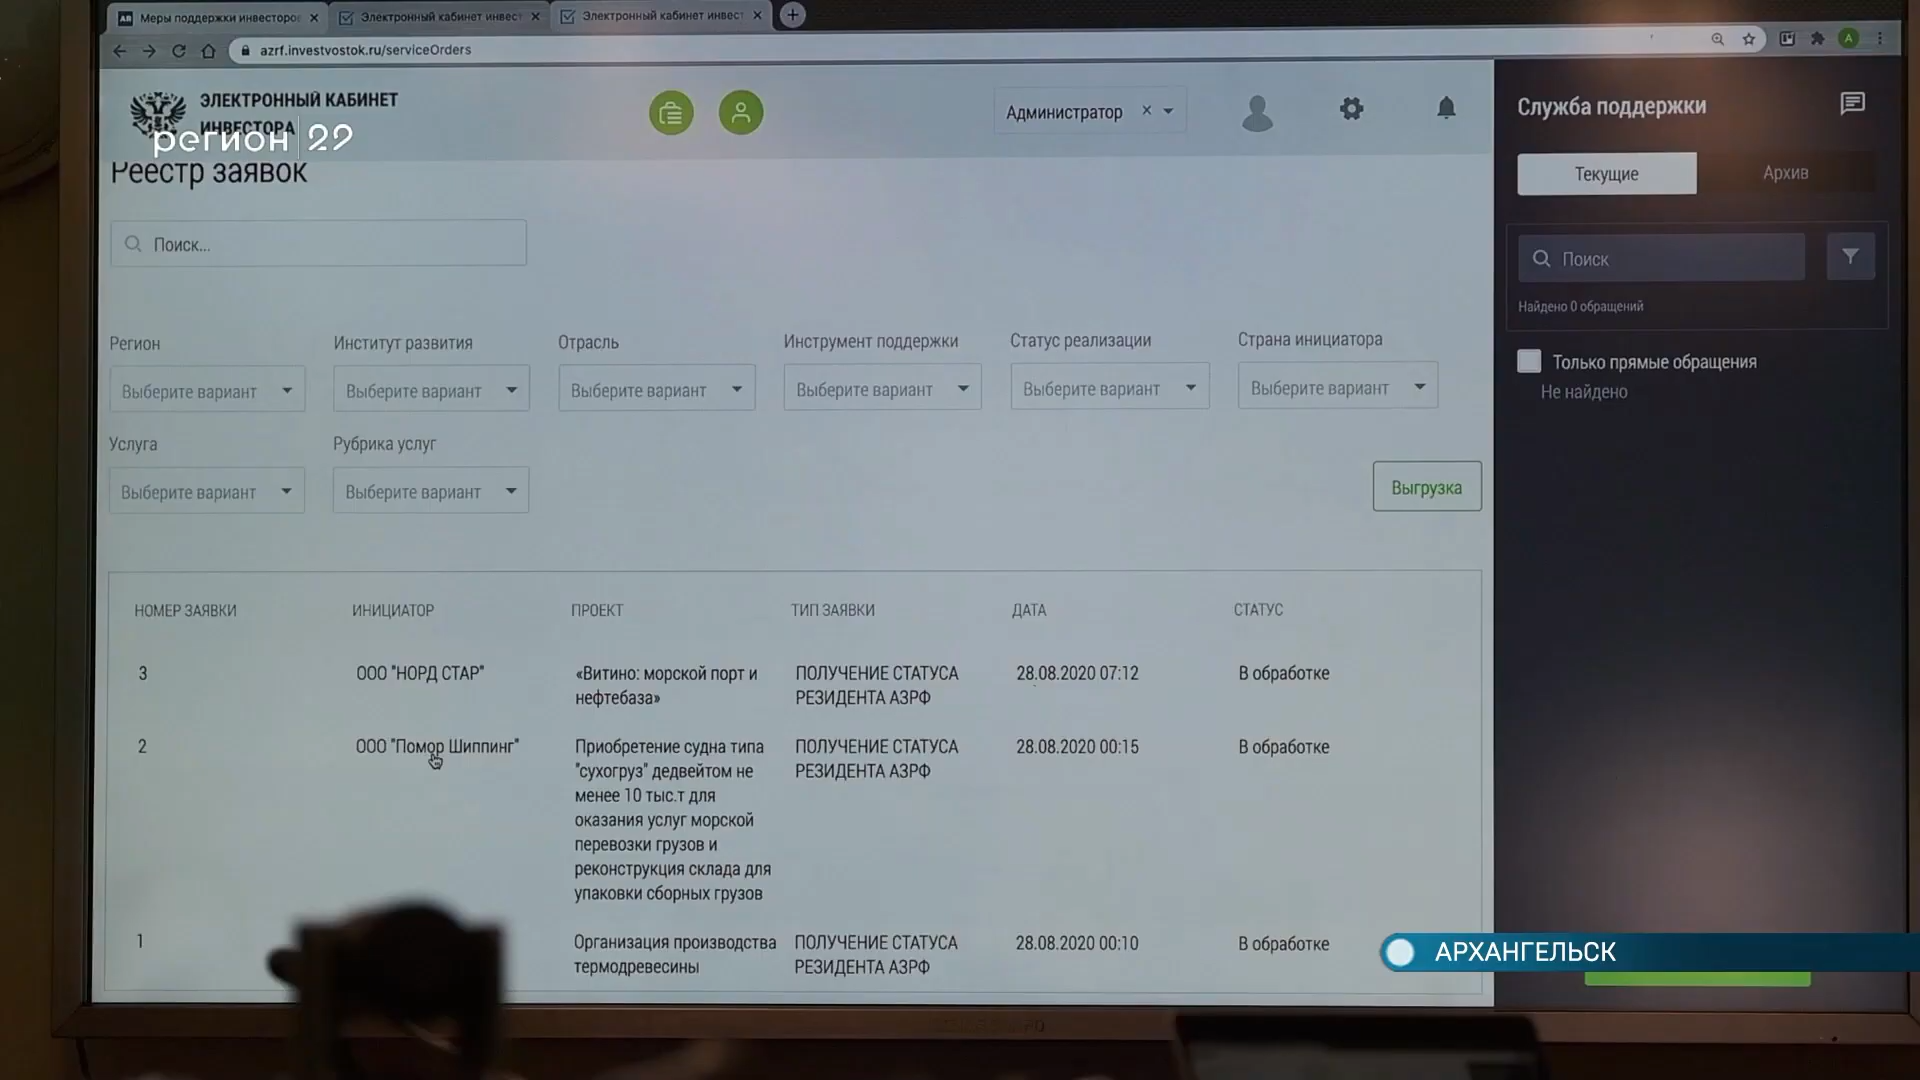 Меры поддержки инвесторов
Электронный кабинет инвест
Электронный кабинет инвест
azrf.investvostok.ru/serviceOrders
A
ЭЛЕКТРОННЫЙ КАБИНЕТ
ИНВЕСТОРА
регион 29
Администратор
Реестр заявок
Поиск...
Регион
Институт развития
Отрасль
Инструмент поддержки
Статус реализации
Страна инициатора
Выберите вариант
Выберите вариант
Выберите вариант
Выберите вариант
Выберите вариант
Выберите вариант
Услуга
Рубрика услуг
Выберите вариант
Выберите вариант
Выгрузка
НОМЕР ЗАЯВКИ ИНИЦИАТОР ПРОЕКТ ТИП ЗАЯВКИ ДАТА СТАТУС
3 ООО "НОРД СТАР" «Витино: морской порт и ПОЛУЧЕНИЕ СТАТУСА 28.08.2020 07:12 В обработке
нефтебаза» РЕЗИДЕНТА АЗРФ
2 ООО "Помор Шиппинг" Приобретение судна типа ПОЛУЧЕНИЕ СТАТУСА 28.08.2020 00:15 В обработке
"сухогруз" дедвейтом не РЕЗИДЕНТА АЗРФ
менее 10 тыс.т для
оказания услуг морской
перевозки грузов и
реконструкция склада для
упаковки сборных грузов
1 Организация производства ПОЛУЧЕНИЕ СТАТУСА 28.08.2020 00:10 В обработке
термодревесины РЕЗИДЕНТА АЗРФ
Служба поддержки
Текущие
Архив
Поиск
Найдено 0 обращений
Только прямые обращения
Не найдено
АРХАНГЕЛЬСК